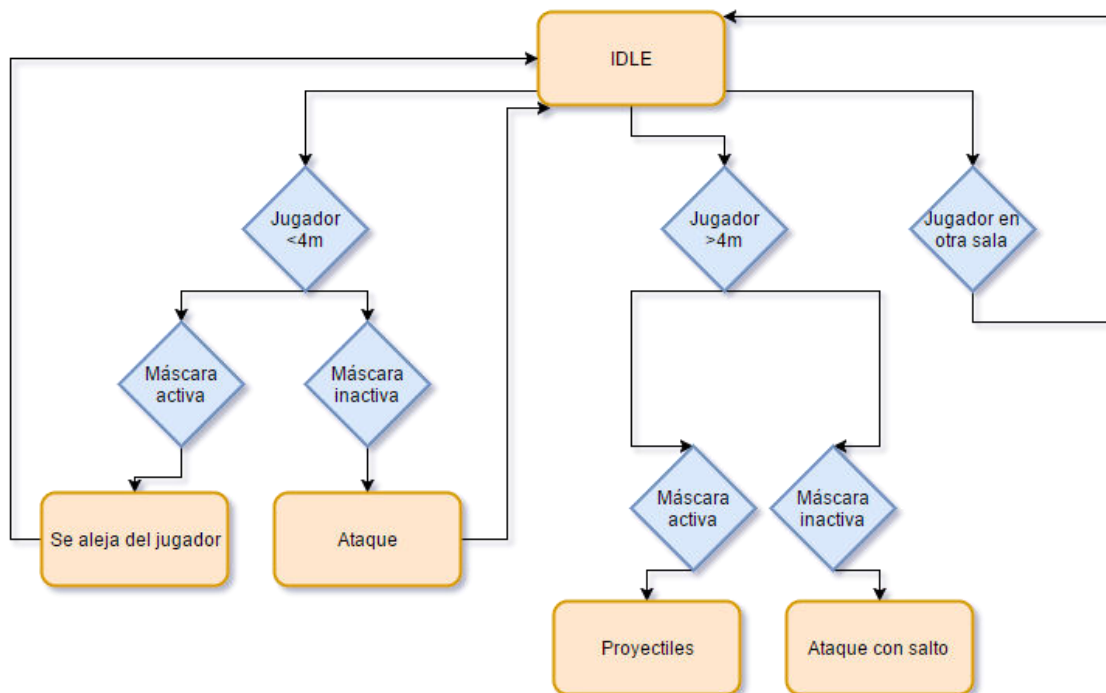 IDLE
Jugador
<4m
Jugador
>4m
Jugador en
otra sala
Máscara
activa
Máscara
inactiva
Máscara
activa
Máscara
inactiva
Se aleja del jugador
Ataque
Proyectiles
Ataque con salto